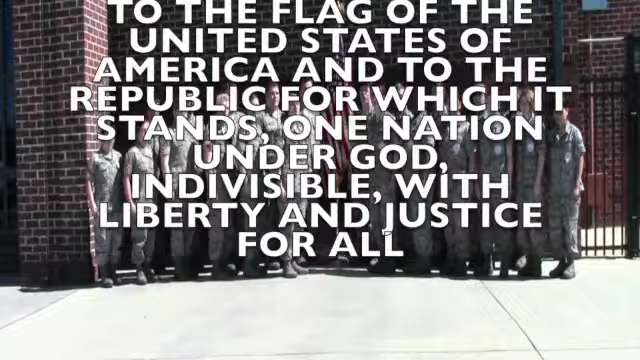 TO THE FLAG OF THE
UNITED STATES OF
AMERICA AND TO THE
REPUBLIC FOR WHICH IT
STANDS, ONE NATION
UNDER GOD,
INDIVISIBLE, WITH
LIBERTY AND JUSTICE
FOR ALL